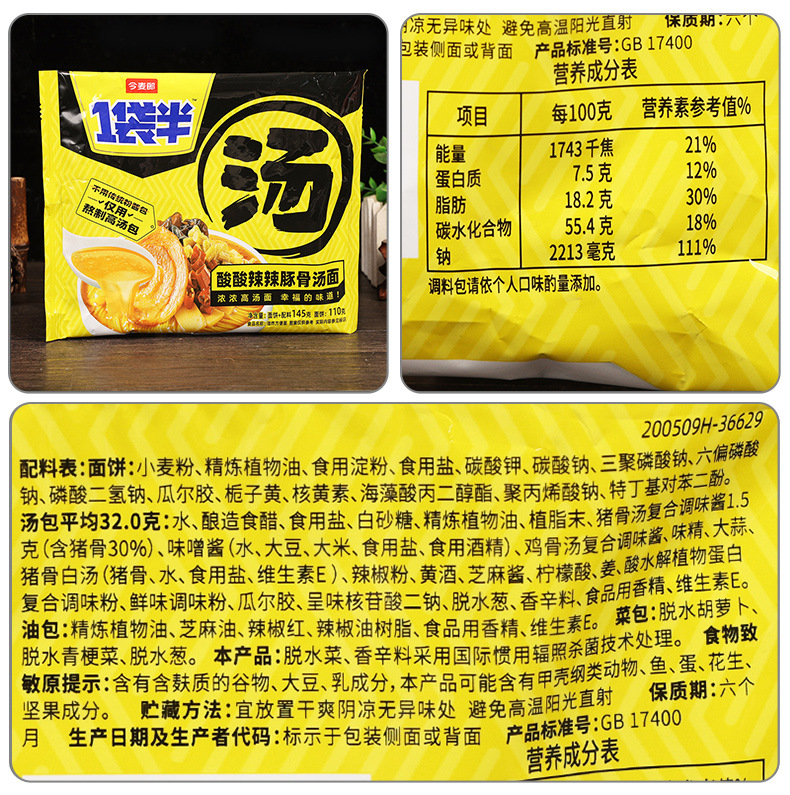 今麦郎
1袋半
汤
不用传统粉酱包
仅用
熬制高汤包
酸酸辣辣豚骨汤面
浓浓高汤面 幸福的味道!
净含量:面饼+配料145克 面饼:110克
阴凉无异味处 避免高温阳光直射 保质期:六个
包装侧面或背面 产品标准号:GB 17400
营养成分表
项目 每100克 营养素参考值%
能量 1743 千焦 21%
蛋白质 7.5 克 12%
脂肪 18.2 克 30%
碳水化合物 55.4 克 18%
钠 2213 毫克 111%
调料包请依个人口味酌量添加。
200509H-36629
配料表:面饼:小麦粉、精炼植物油、食用淀粉、食用盐、碳酸钾、碳酸钠、三聚磷酸钠、六偏磷酸
钠、磷酸二氢钠、瓜尔胶、栀子黄、核黄素、海藻酸丙二醇酯、聚丙烯酸钠、特丁基对苯二酚。
汤包平均32.0克:水、酿造食醋、食用盐、白砂糖、精炼植物油、植脂末、猪骨汤复合调味酱1.5
克(含猪骨30%)、味噌酱(水、大豆、大米、食用盐、食用酒精)、鸡骨汤复合调味酱、味精、大蒜、
猪骨白汤(猪骨、水、食用盐、维生素E)、辣椒粉、黄酒、芝麻酱、柠檬酸、姜、酸水解植物蛋白
复合调味粉、鲜味调味粉、瓜尔胶、呈味核苷酸二钠、脱水葱、香辛料、食品用香精、维生素E。
油包:精炼植物油、芝麻油、辣椒红、辣椒油树脂、食品用香精、维生素E。 菜包:脱水胡萝卜、
脱水青梗菜、脱水葱。 本产品:脱水菜、香辛料采用国际惯用辐照杀菌技术处理。 食物致
敏原提示:含有含麸质的谷物、大豆、乳成分,本产品可能含有甲壳纲类动物、鱼、蛋、花生、
坚果成分。 贮藏方法:宜放置干爽阴凉无异味处 避免高温阳光直射 保质期:六个
月 生产日期及生产者代码:标示于包装侧面或背面 产品标准号:GB 17400
营养成分表